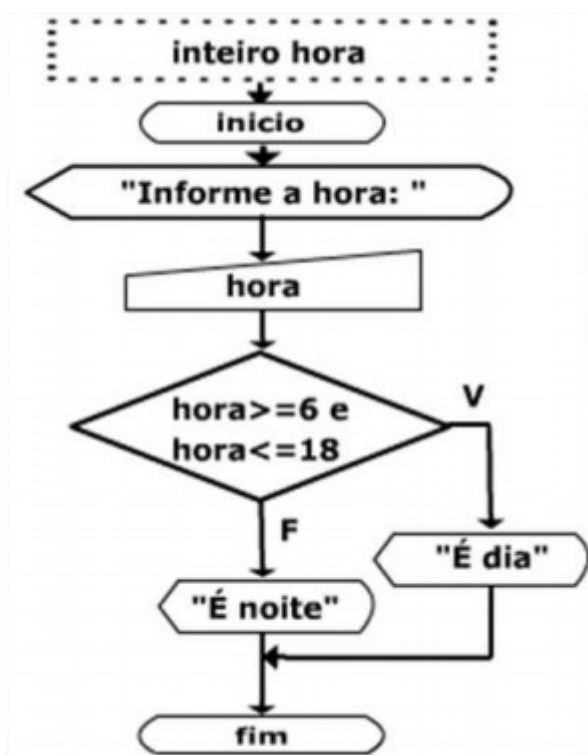 inteiro hora
inicio
"Informe a hora: "
hora
hora>=6 e
hora<=18
V
F
"É dia"
"É noite"
fim